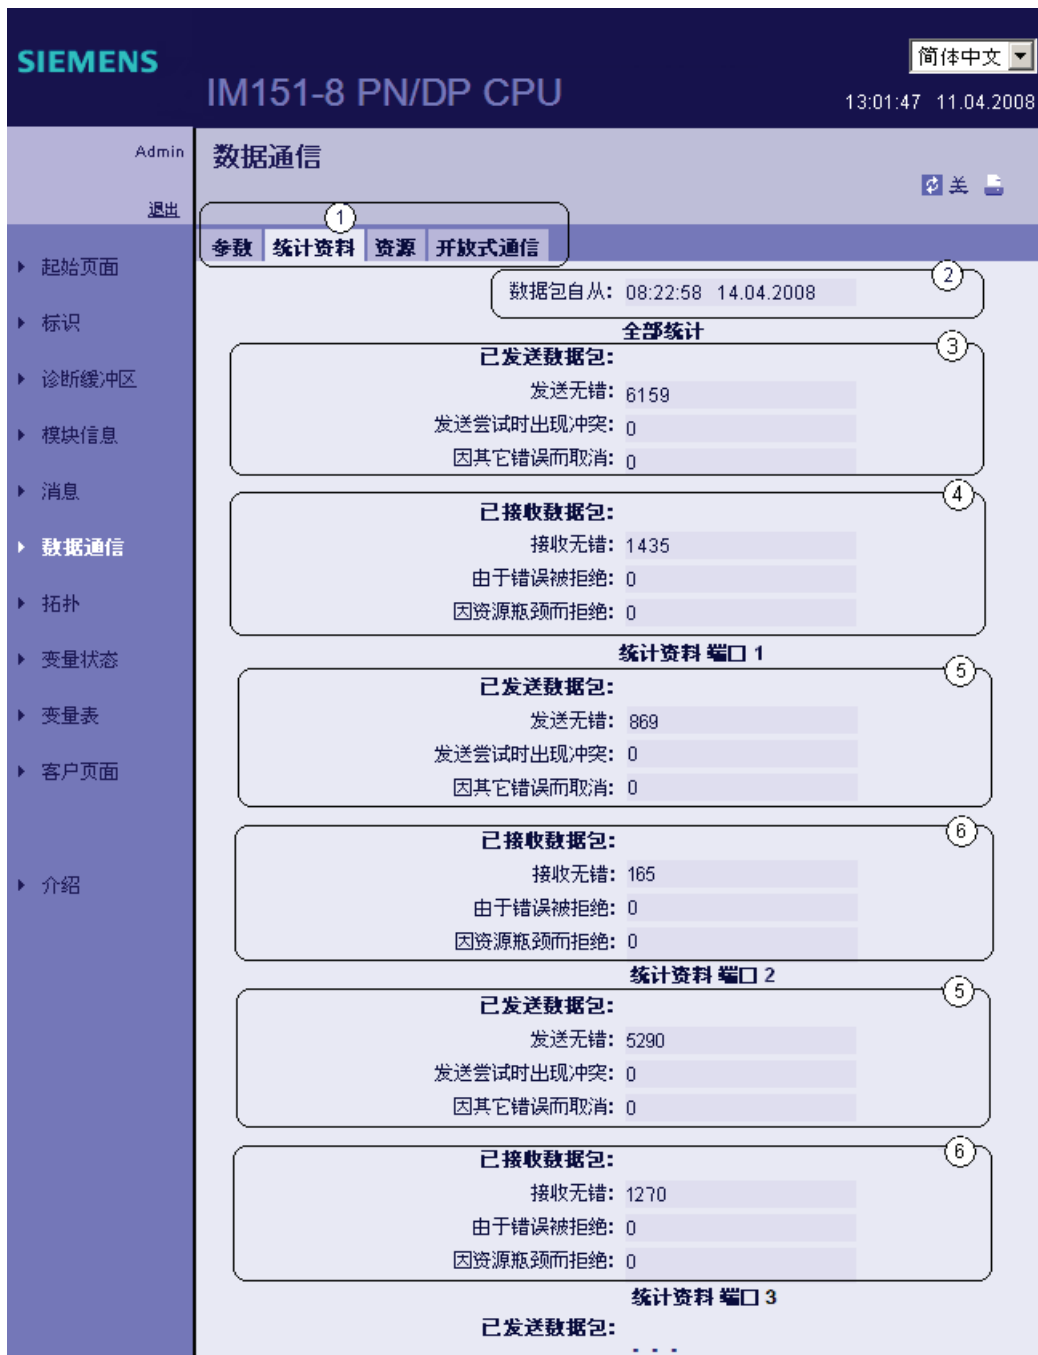 SIEMENS
简体中文
IM151-8 PN/DP CPU
13:01:47 11.04.2008
Admin
数据通信
关
退出
1
参数 统计资料 资源 开放式通信
起始页面
标识
诊断缓冲区
模块信息
消息
数据通信
拓扑
变量状态
变量表
客户页面
介绍
2
数据包自从: 08:22:58 14.04.2008
全部统计
3
已发送数据包:
发送无错: 6159
发送尝试时出现冲突: 0
因其它错误而取消: 0
4
已接收数据包:
接收无错: 1435
由于错误被拒绝: 0
因资源瓶颈而拒绝: 0
统计资料 端口 1
5
已发送数据包:
发送无错: 869
发送尝试时出现冲突: 0
因其它错误而取消: 0
6
已接收数据包:
接收无错: 165
由于错误被拒绝: 0
因资源瓶颈而拒绝: 0
统计资料 端口 2
5
已发送数据包:
发送无错: 5290
发送尝试时出现冲突: 0
因其它错误而取消: 0
6
已接收数据包:
接收无错: 1270
由于错误被拒绝: 0
因资源瓶颈而拒绝: 0
统计资料 端口 3
已发送数据包:
...